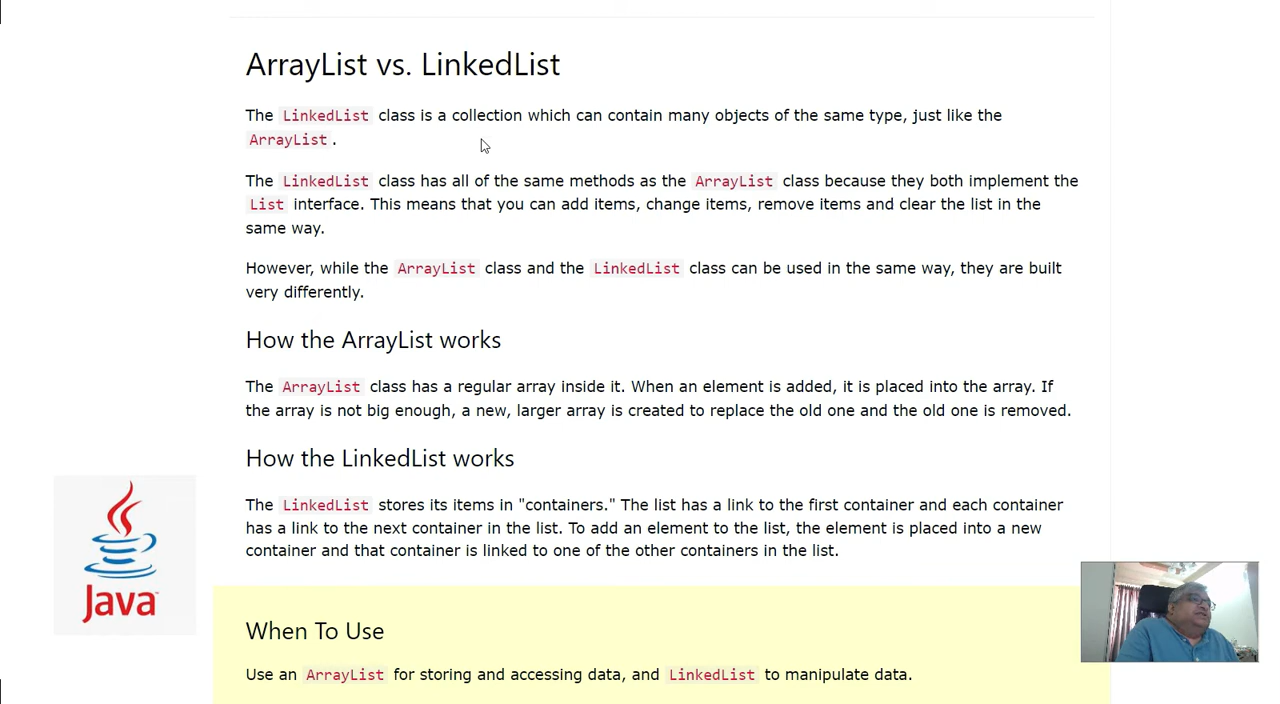 ArrayList vs. LinkedList
The LinkedList class is a collection which can contain many objects of the same type, just like the
ArrayList.
The LinkedList class has all of the same methods as the ArrayList class because they both implement the
List interface. This means that you can add items, change items, remove items and clear the list in the
same way.
However, while the ArrayList class and the LinkedList class can be used in the same way, they are built
very differently.
How the ArrayList works
The ArrayList class has a regular array inside it. When an element is added, it is placed into the array. If
the array is not big enough, a new, larger array is created to replace the old one and the old one is removed.
How the LinkedList works
The LinkedList stores its items in "containers." The list has a link to the first container and each container
has a link to the next container in the list. To add an element to the list, the element is placed into a new
container and that container is linked to one of the other containers in the list.
Java™
When To Use
Use an ArrayList for storing and accessing data, and LinkedList to manipulate data.